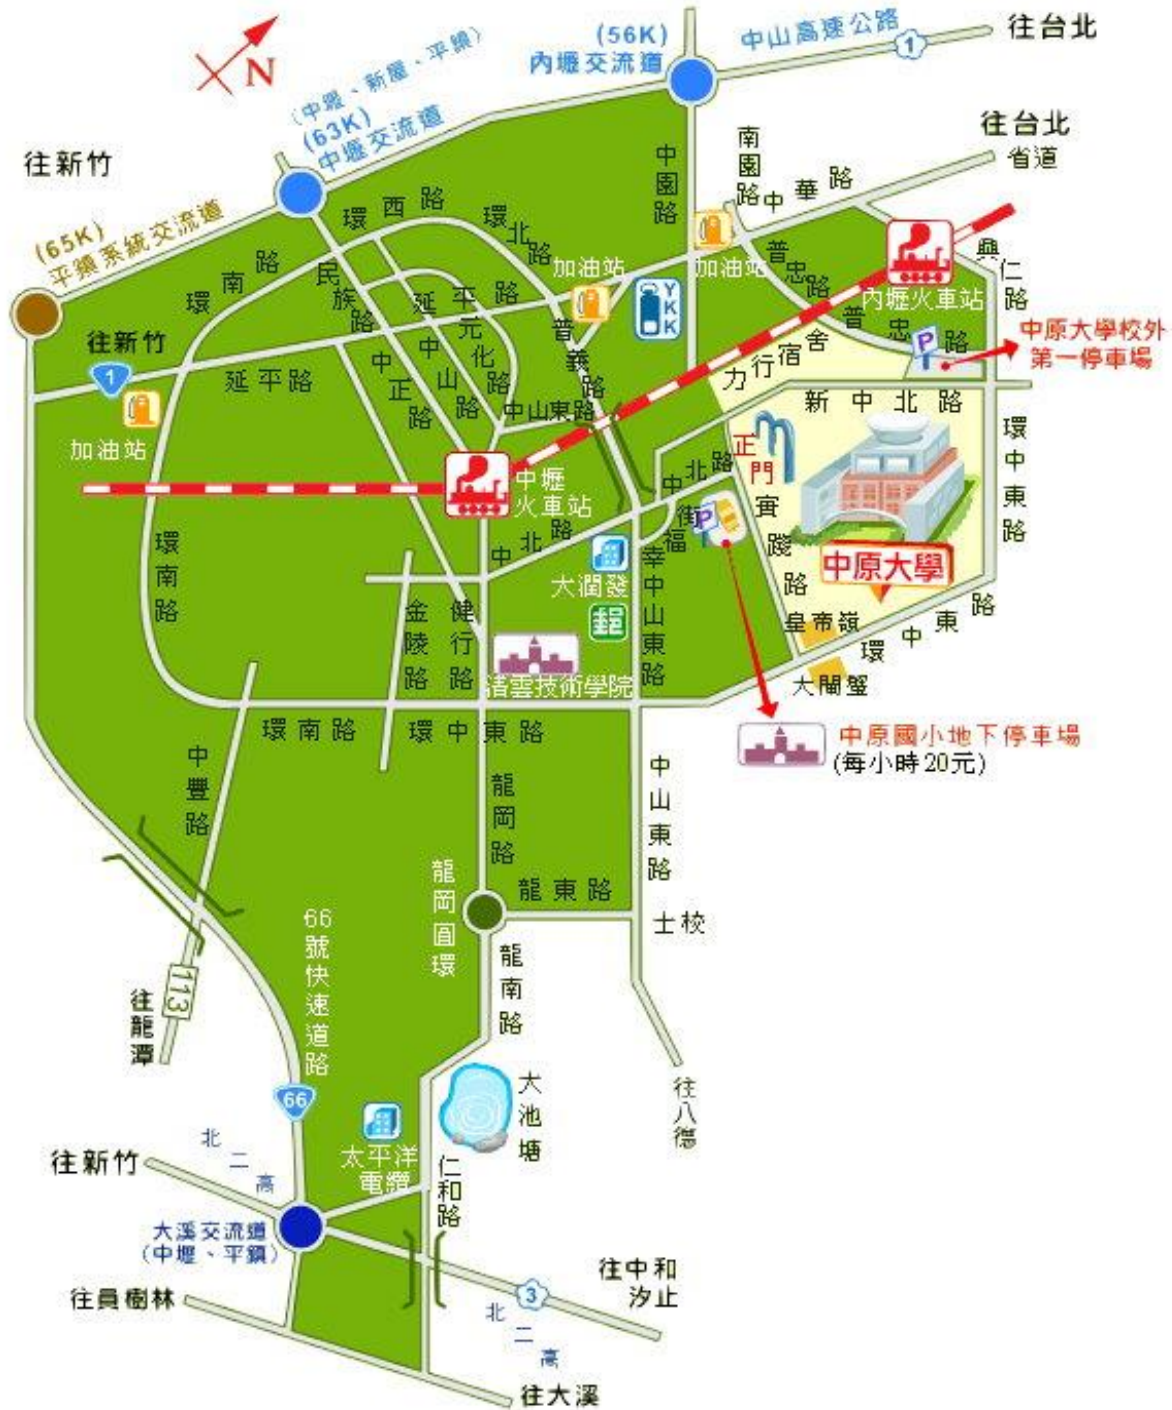 N
(中壢、新屋、平鎮)
(63K)
中壢交流道
(56K)
內壢交流道
中山高速公路
1
往台北
往台北
省道
往新竹
(65K)
平鎮系統交流道
環西路
環北路
環南路
民族路
中園路
南園路
中華路
加油站
加油站
YKK
普忠路
普忠路
興仁路
內壢火車站
中原大學校外
第一停車場
P
往新竹
1
加油站
延平路
延平路
中正路
中山路
元化路
普義路
中山東路
力行宿舍
新中北路
環中東路
正門
中原大學
實踐路
中壢
火車站
中北路
中北路
P
福街
環南路
大潤發
郵
幸中山東路
金陵路
健行路
清雲技術學院
皇帝嶺
大閘蟹
環中東路
環南路
環中東路
中原國小地下停車場
(每小時20元)
中豐路
龍岡路
中山東路
龍岡圓環
龍東路
士校
66號快速道路
龍南路
113
往龍潭
往八德
66
大池塘
太平洋
電纜
仁和路
北二高
往新竹
大溪交流道
(中壢、平鎮)
往中和
汐止
3
北二高
往員樹林
往大溪